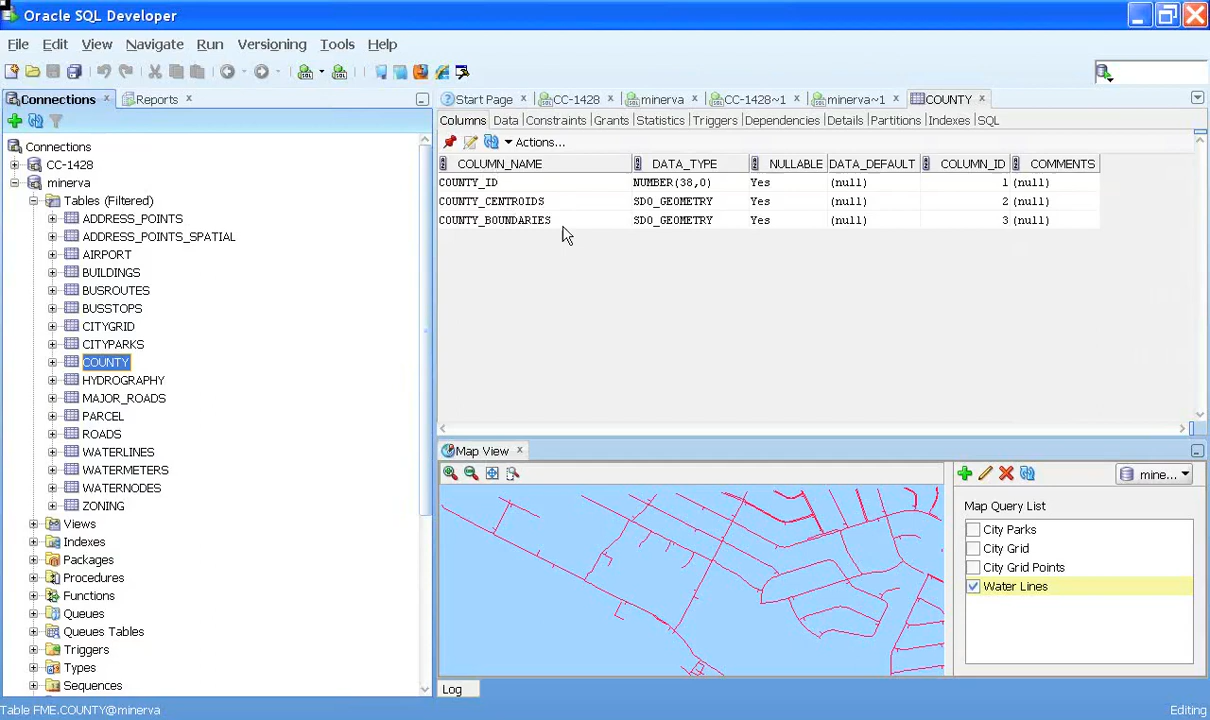 Oracle SQL Developer
File Edit View Navigate Run Versioning Tools Help
Connections Reports
Start Page CC-1428 minerva CC-1428~1 minerva~1 COUNTY
Columns Data Constraints Grants Statistics Triggers Dependencies Details Partitions Indexes SQL
Actions...
COLUMN_NAME DATA_TYPE NULLABLE DATA_DEFAULT COLUMN_ID COMMENTS
COUNTY_ID NUMBER(38,0) Yes (null) 1 (null)
COUNTY_CENTROIDS SDO_GEOMETRY Yes (null) 2 (null)
COUNTY_BOUNDARIES SDO_GEOMETRY Yes (null) 3 (null)
Connections
CC-1428
minerva
Tables (Filtered)
ADDRESS_POINTS
ADDRESS_POINTS_SPATIAL
AIRPORT
BUILDINGS
BUSROUTES
BUSSTOPS
CITYGRID
CITYPARKS
COUNTY
HYDROGRAPHY
MAJOR_ROADS
PARCEL
ROADS
WATERLINES
WATERMETERS
WATERNODES
ZONING
Views
Indexes
Packages
Procedures
Functions
Queues
Queues Tables
Triggers
Types
Sequences
Map View
mine...
Map Query List
City Parks
City Grid
City Grid Points
Water Lines
Log
Table FME.COUNTY@minerva
Editing